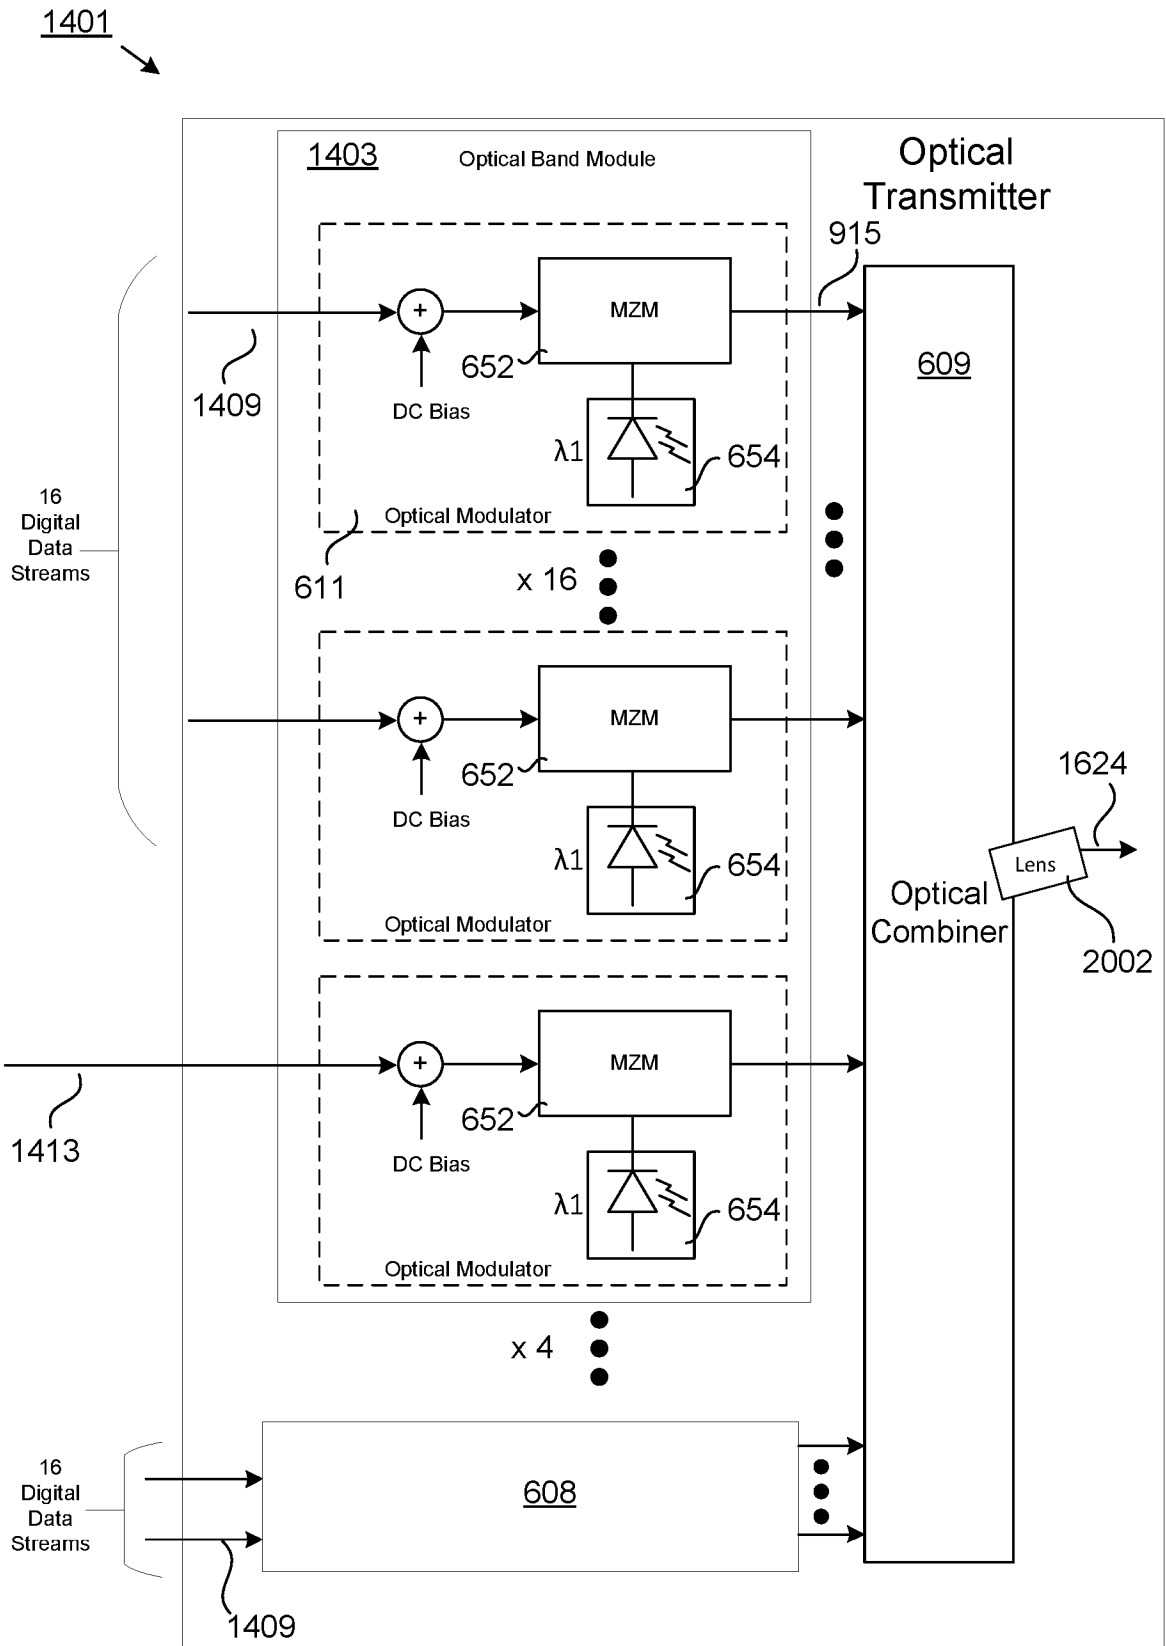 1401
1403
Optical Band Module
Optical
Transmitter
915
+
MZM
652
1409
DC Bias
609
λ1
654
16
Digital
Data
Streams
Optical Modulator
611
x 16
+
MZM
652
DC Bias
1624
λ1
654
Lens
Optical
Combiner
Optical Modulator
2002
+
MZM
652
1413
DC Bias
λ1
654
Optical Modulator
x 4
16
Digital
Data
Streams
608
1409